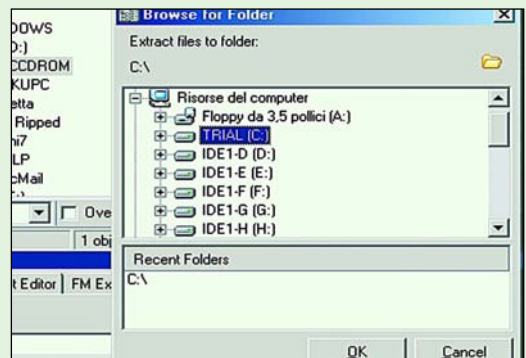 DOWS
D:)
CCDROM
KUPC
etta
Ripped
ni7
LP
cMail
Ove
1 obj
t Editor
FM Ex
Browse for Folder
Extract files to folder:
C:\
Risorse del computer
Floppy da 3,5 pollici (A:)
TRIAL (C:)
IDE1-D (D:)
IDE1-E (E:)
IDE1-F (F:)
IDE1-G (G:)
IDE1-H (H:)
Recent Folders
C:\
OK
Cancel